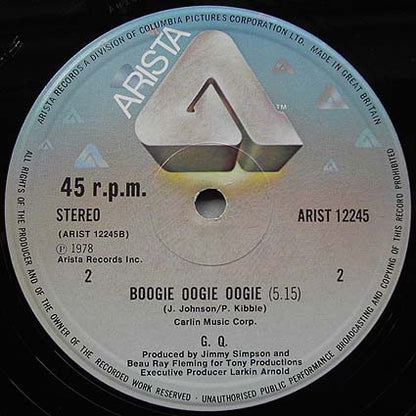 ARISTA RECORDS A DIVISION OF COLUMBIA PICTURES CORPORATION LTD. MADE IN GREAT BRITAIN
ARISTA
TM
45 r.p.m.
STEREO
ARIST 12245
(ARIST 12245B)
℗ 1978
Arista Records Inc.
2
2
BOOGIE OOGIE OOGIE (5.15)
(J. Johnson/P. Kibble)
Carlin Music Corp.
G. Q.
Produced by Jimmy Simpson and
Beau Ray Fleming for Tony Productions
Executive Producer Larkin Arnold
ALL RIGHTS OF THE PRODUCER AND OF THE OWNER OF THE RECORDED WORK RESERVED · UNAUTHORISED PUBLIC PERFORMANCE BROADCASTING AND COPYING OF THIS RECORD PROHIBITED